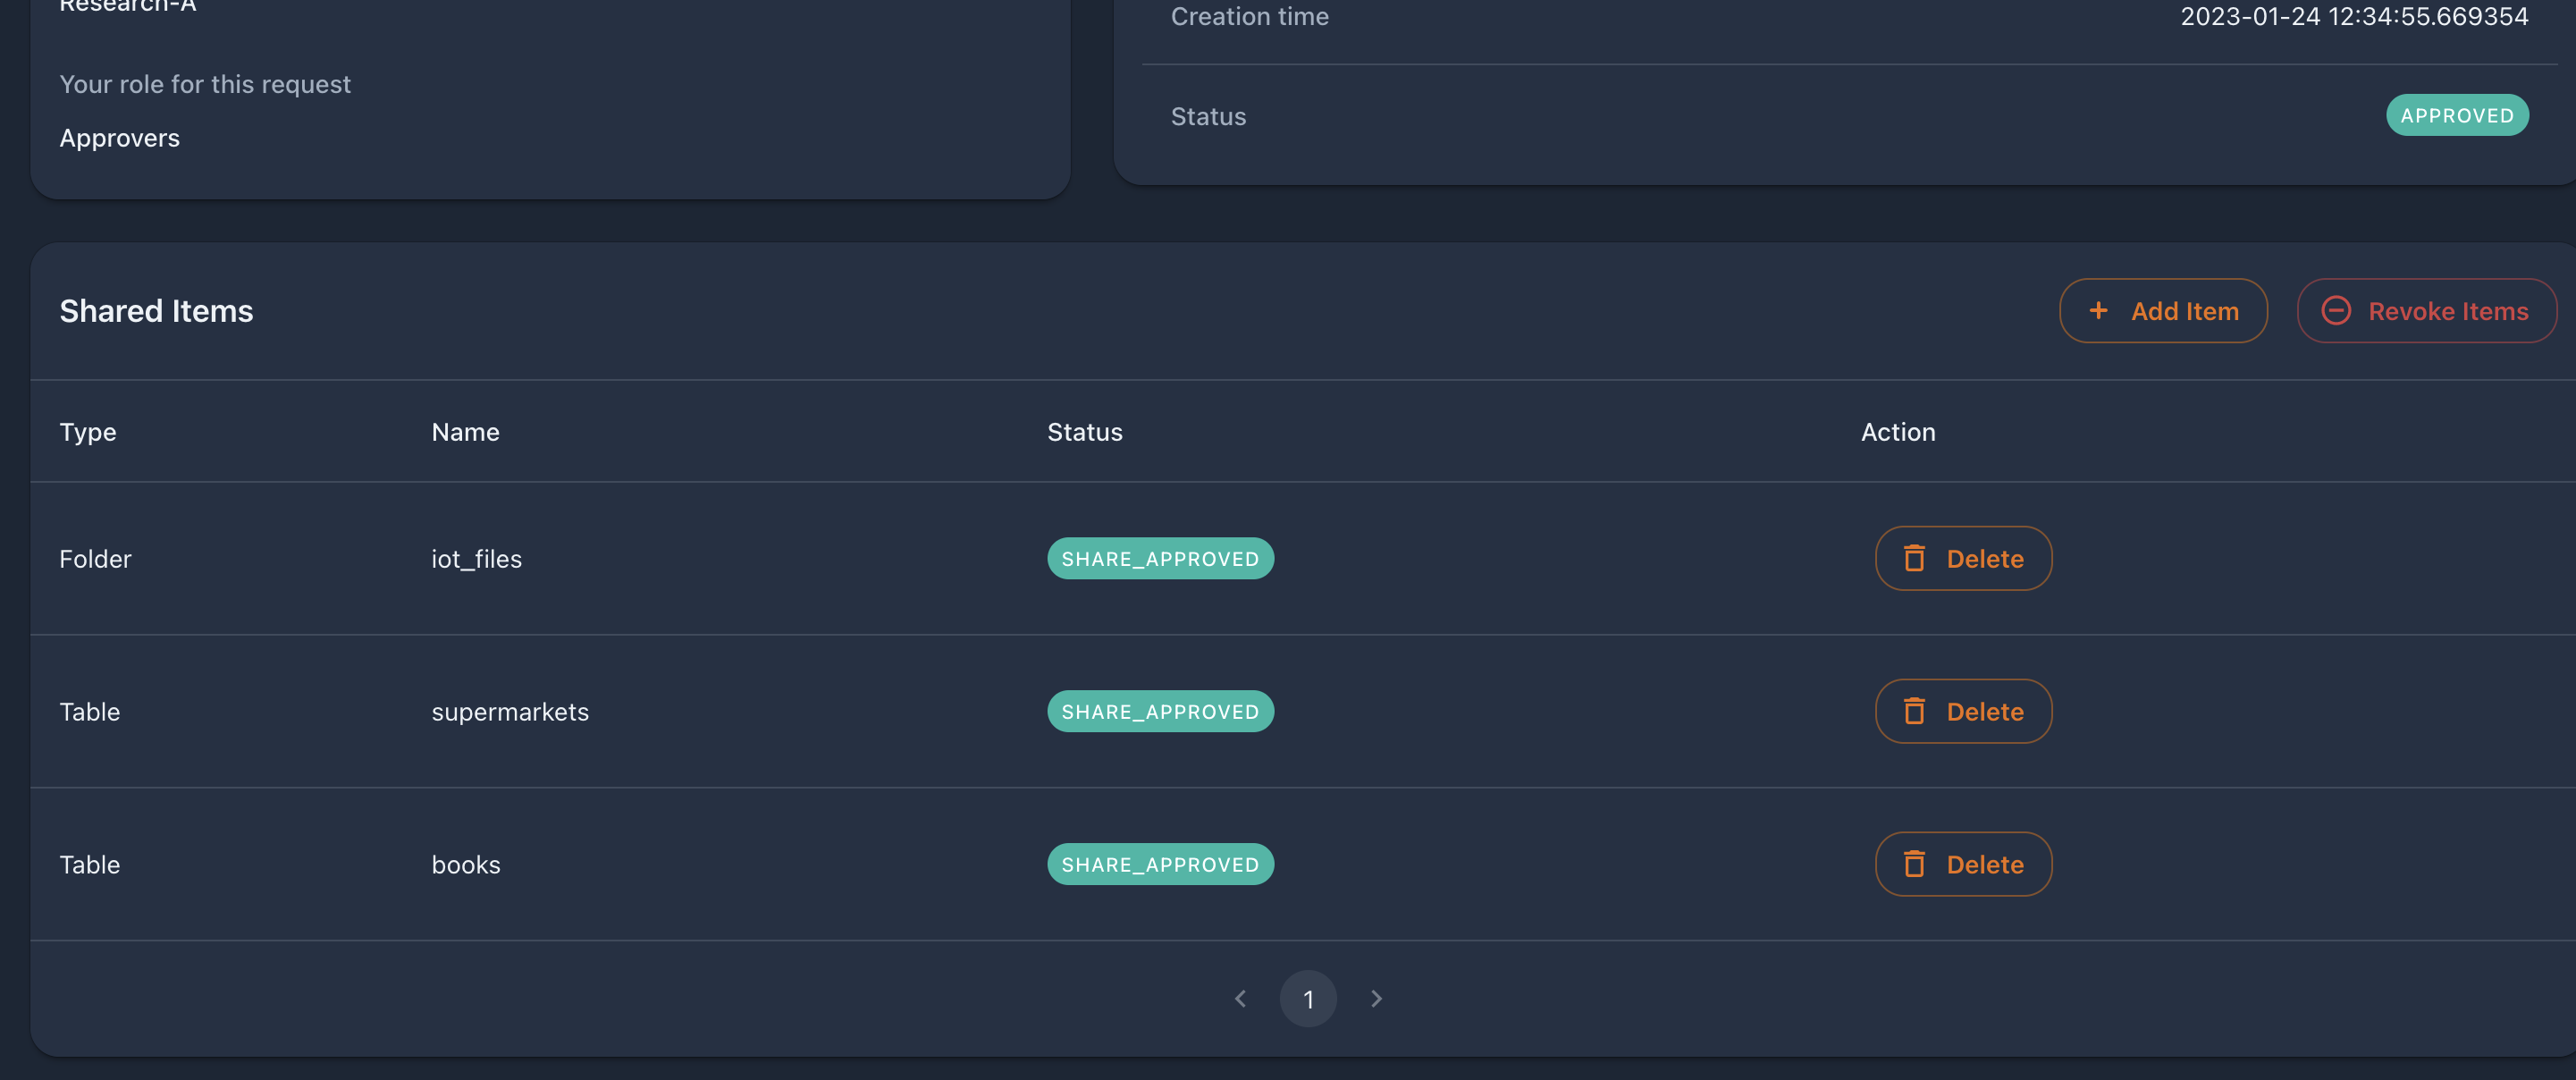 Research-A
Your role for this request
Approvers
Creation time 2023-01-24 12:34:55.669354
Status APPROVED
Shared Items + Add Item Revoke Items
Type Name Status Action
Folder iot_files SHARE_APPROVED Delete
Table supermarkets SHARE_APPROVED Delete
Table books SHARE_APPROVED Delete
1